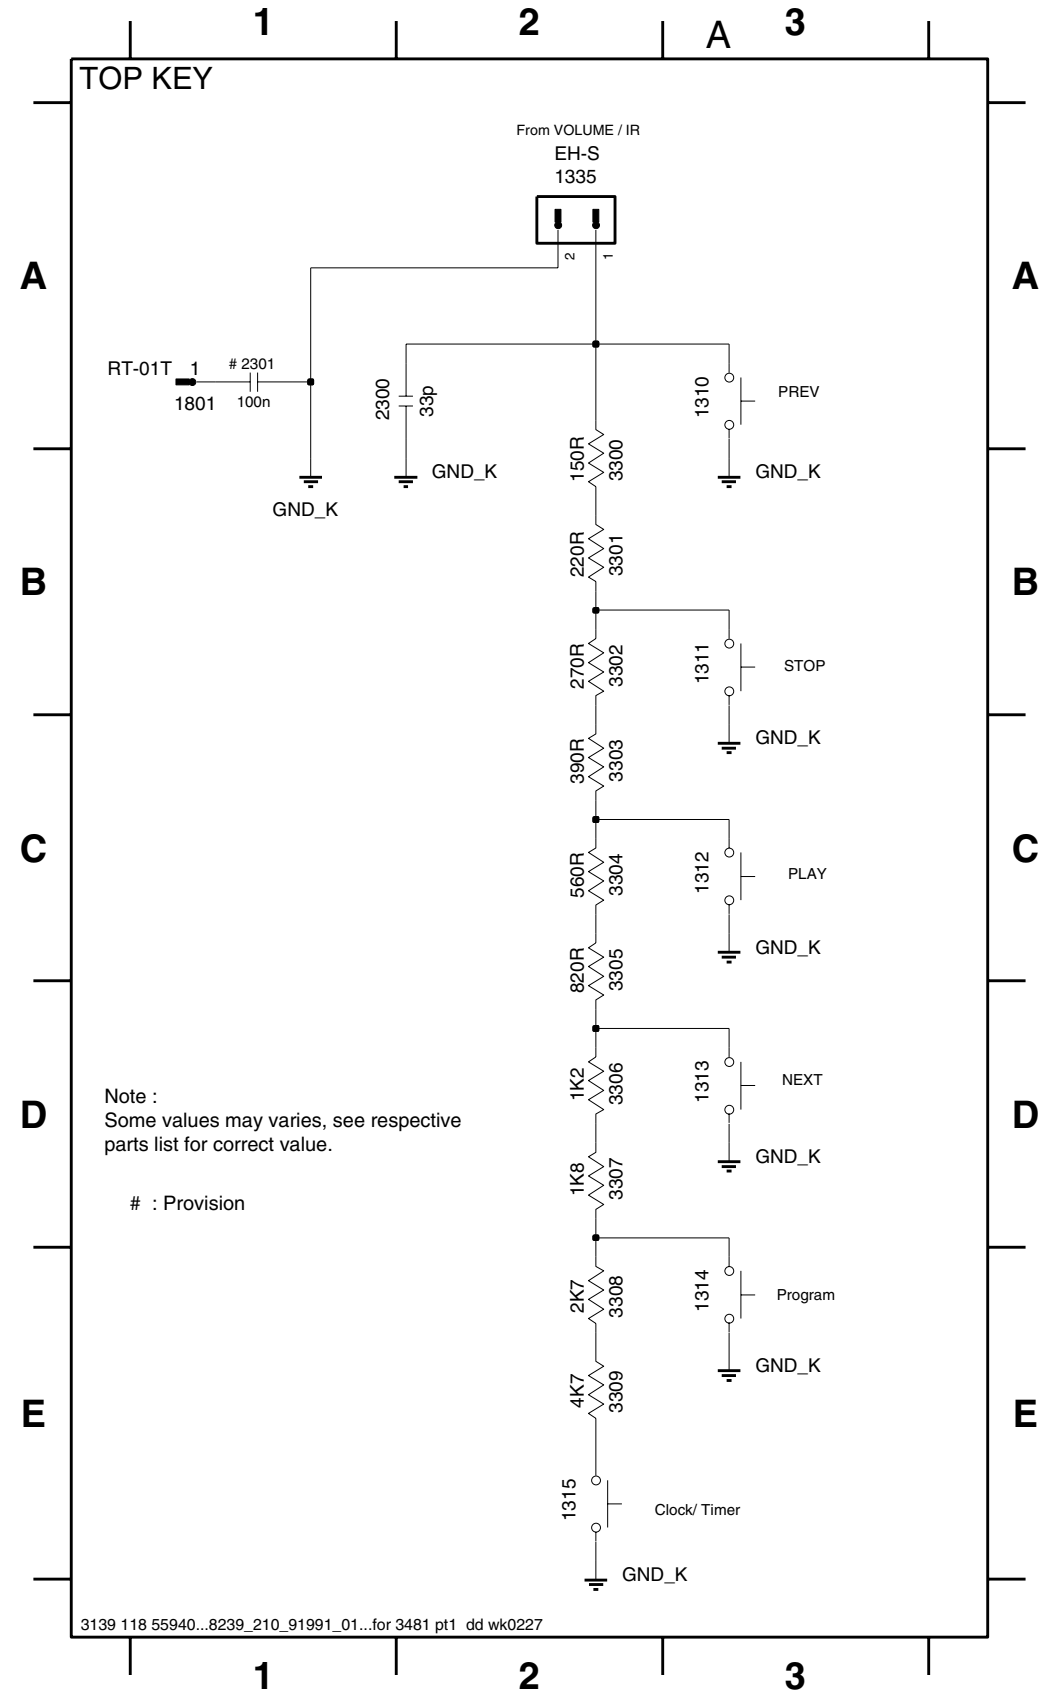 1
2
A
3
TOP KEY
From VOLUME / IR
EH-S
1335
2
1
A
A
RT-01T 1
1801
# 2301
100n
2300
33p
1310
PREV
GND_K
GND_K
GND_K
150R
3300
220R
3301
B
B
270R
3302
1311
STOP
GND_K
390R
3303
C
C
560R
3304
1312
PLAY
GND_K
820R
3305
1K2
3306
1313
NEXT
GND_K
D
D
Note :
Some values may varies, see respective
parts list for correct value.
# : Provision
1K8
3307
2K7
3308
1314
Program
GND_K
4K7
3309
E
E
1315
Clock/ Timer
GND_K
3139 118 55940...8239_210_91991_01...for 3481 pt1 dd wk0227
1
2
3